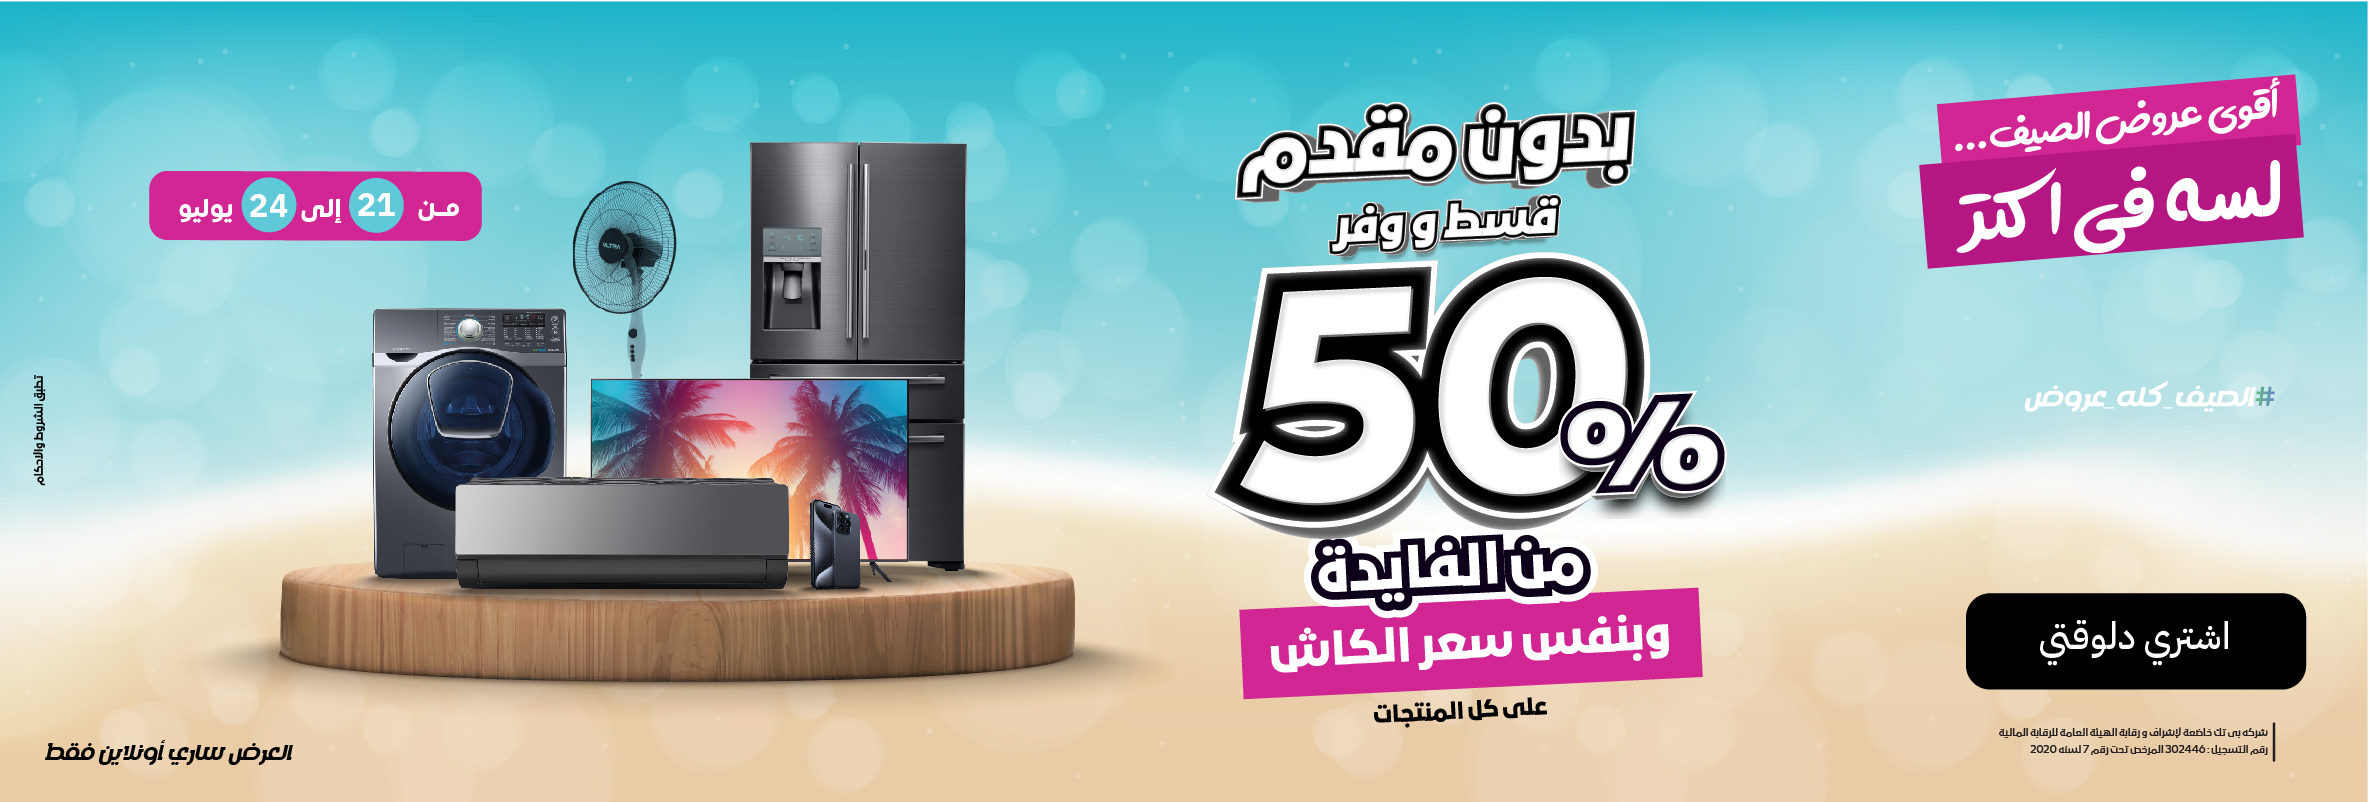 أقوى عروض الصيف...
لسه في اكتر
بدون مقدم
قسط و وفر
50%
من الفايدة
وبنفس سعر الكاش
على كل المنتجات
من 21 إلى 24 يوليو
ULTRA
#الصيف_كله_عروض
اشتري دلوقتي
شركه بى تك خاضعة لإشراف و رقابة الهيئة العامة للرقابة المالية
رقم التسجيل : 302446 المرخص تحت رقم 7 لسنه 2020
تطبق الشروط والاحكام
العرض ساري أونلاين فقط